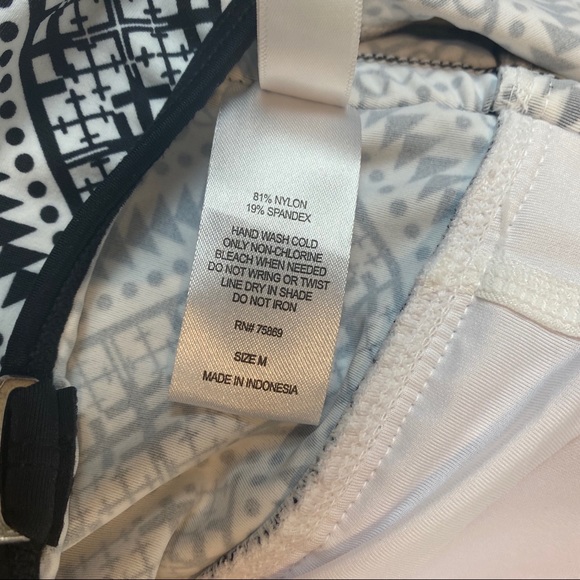 81% NYLON
19% SPANDEX
HAND WASH COLD
ONLY NON-CHLORINE
BLEACH WHEN NEEDED
DO NOT WRING OR TWIST
LINE DRY IN SHADE
DO NOT IRON
RN# 75869
SIZE M
MADE IN INDONESIA